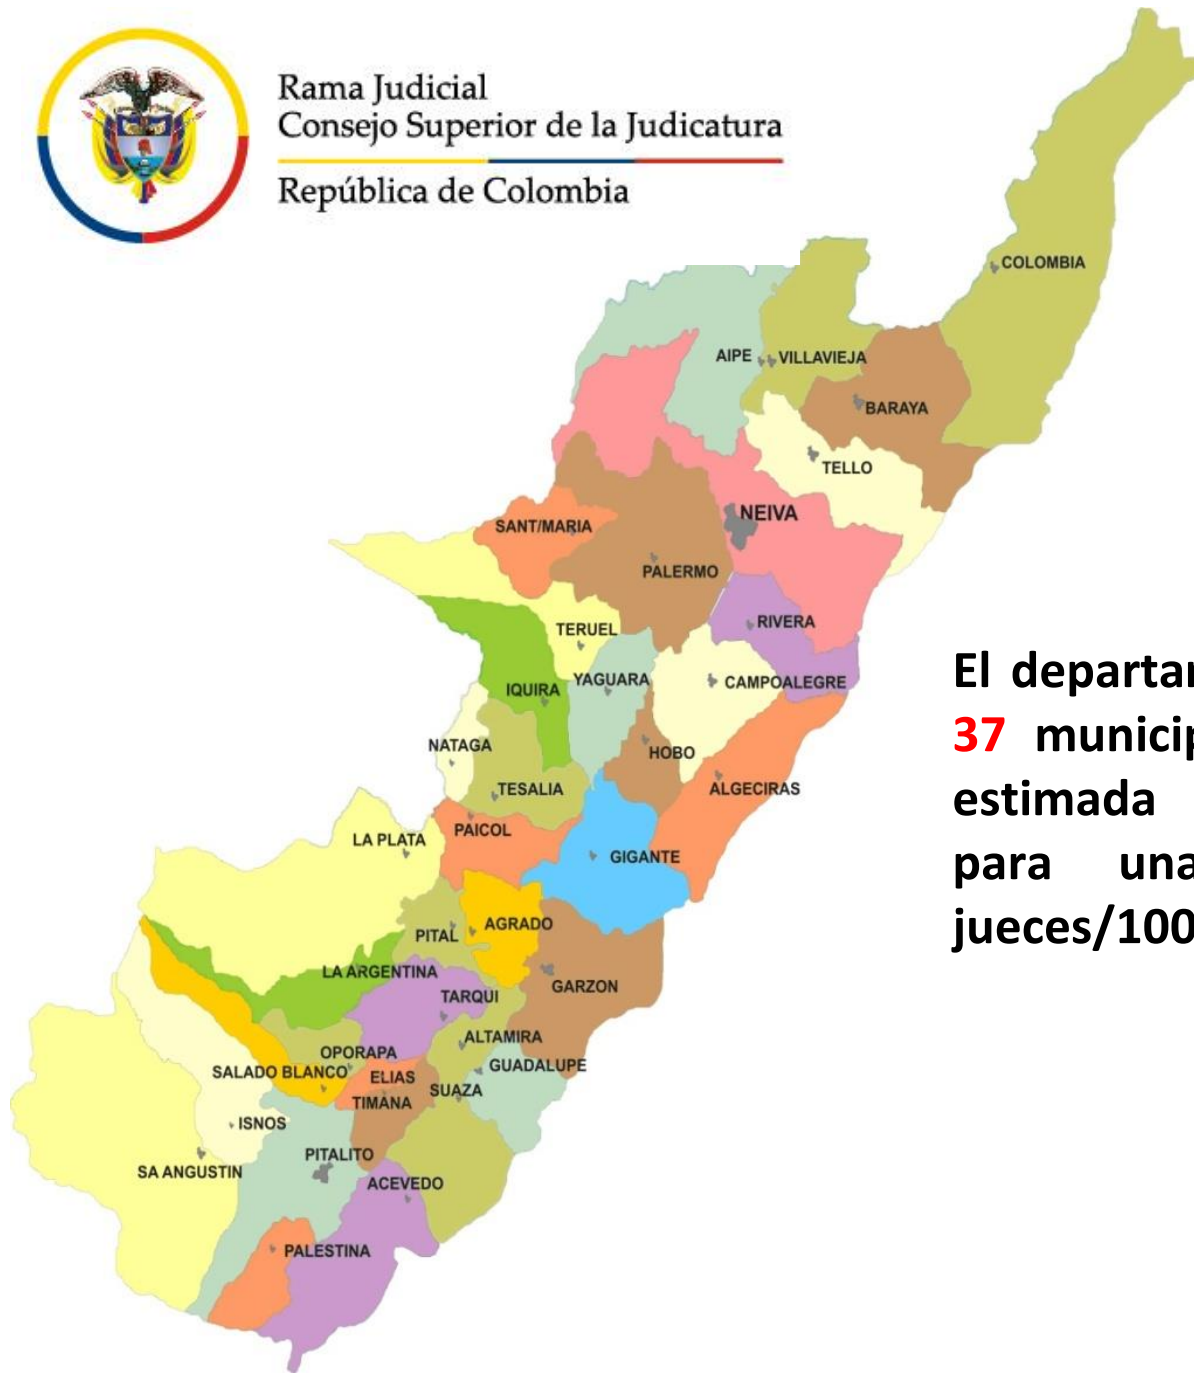 Rama Judicial
Consejo Superior de la Judicatura
República de Colombia
COLOMBIA
AIPE
VILLAVIEJA
BARAYA
TELLO
NEIVA
SANT/MARIA
PALERMO
RIVERA
TERUEL
YAGUARA
CAMPOALEGRE
IQUIRA
NATAGA
HOBO
TESALIA
ALGECIRAS
PAICOL
LA PLATA
GIGANTE
AGRADO
PITAL
LA ARGENTINA
GARZON
TARQUI
ALTAMIRA
OPORAPA
GUADALUPE
SALADO BLANCO
ELIAS
SUAZA
TIMANA
ISNOS
PITALITO
SA ANGUSTIN
ACEVEDO
PALESTINA
El departa
37 municip
estimada
para una
jueces/100